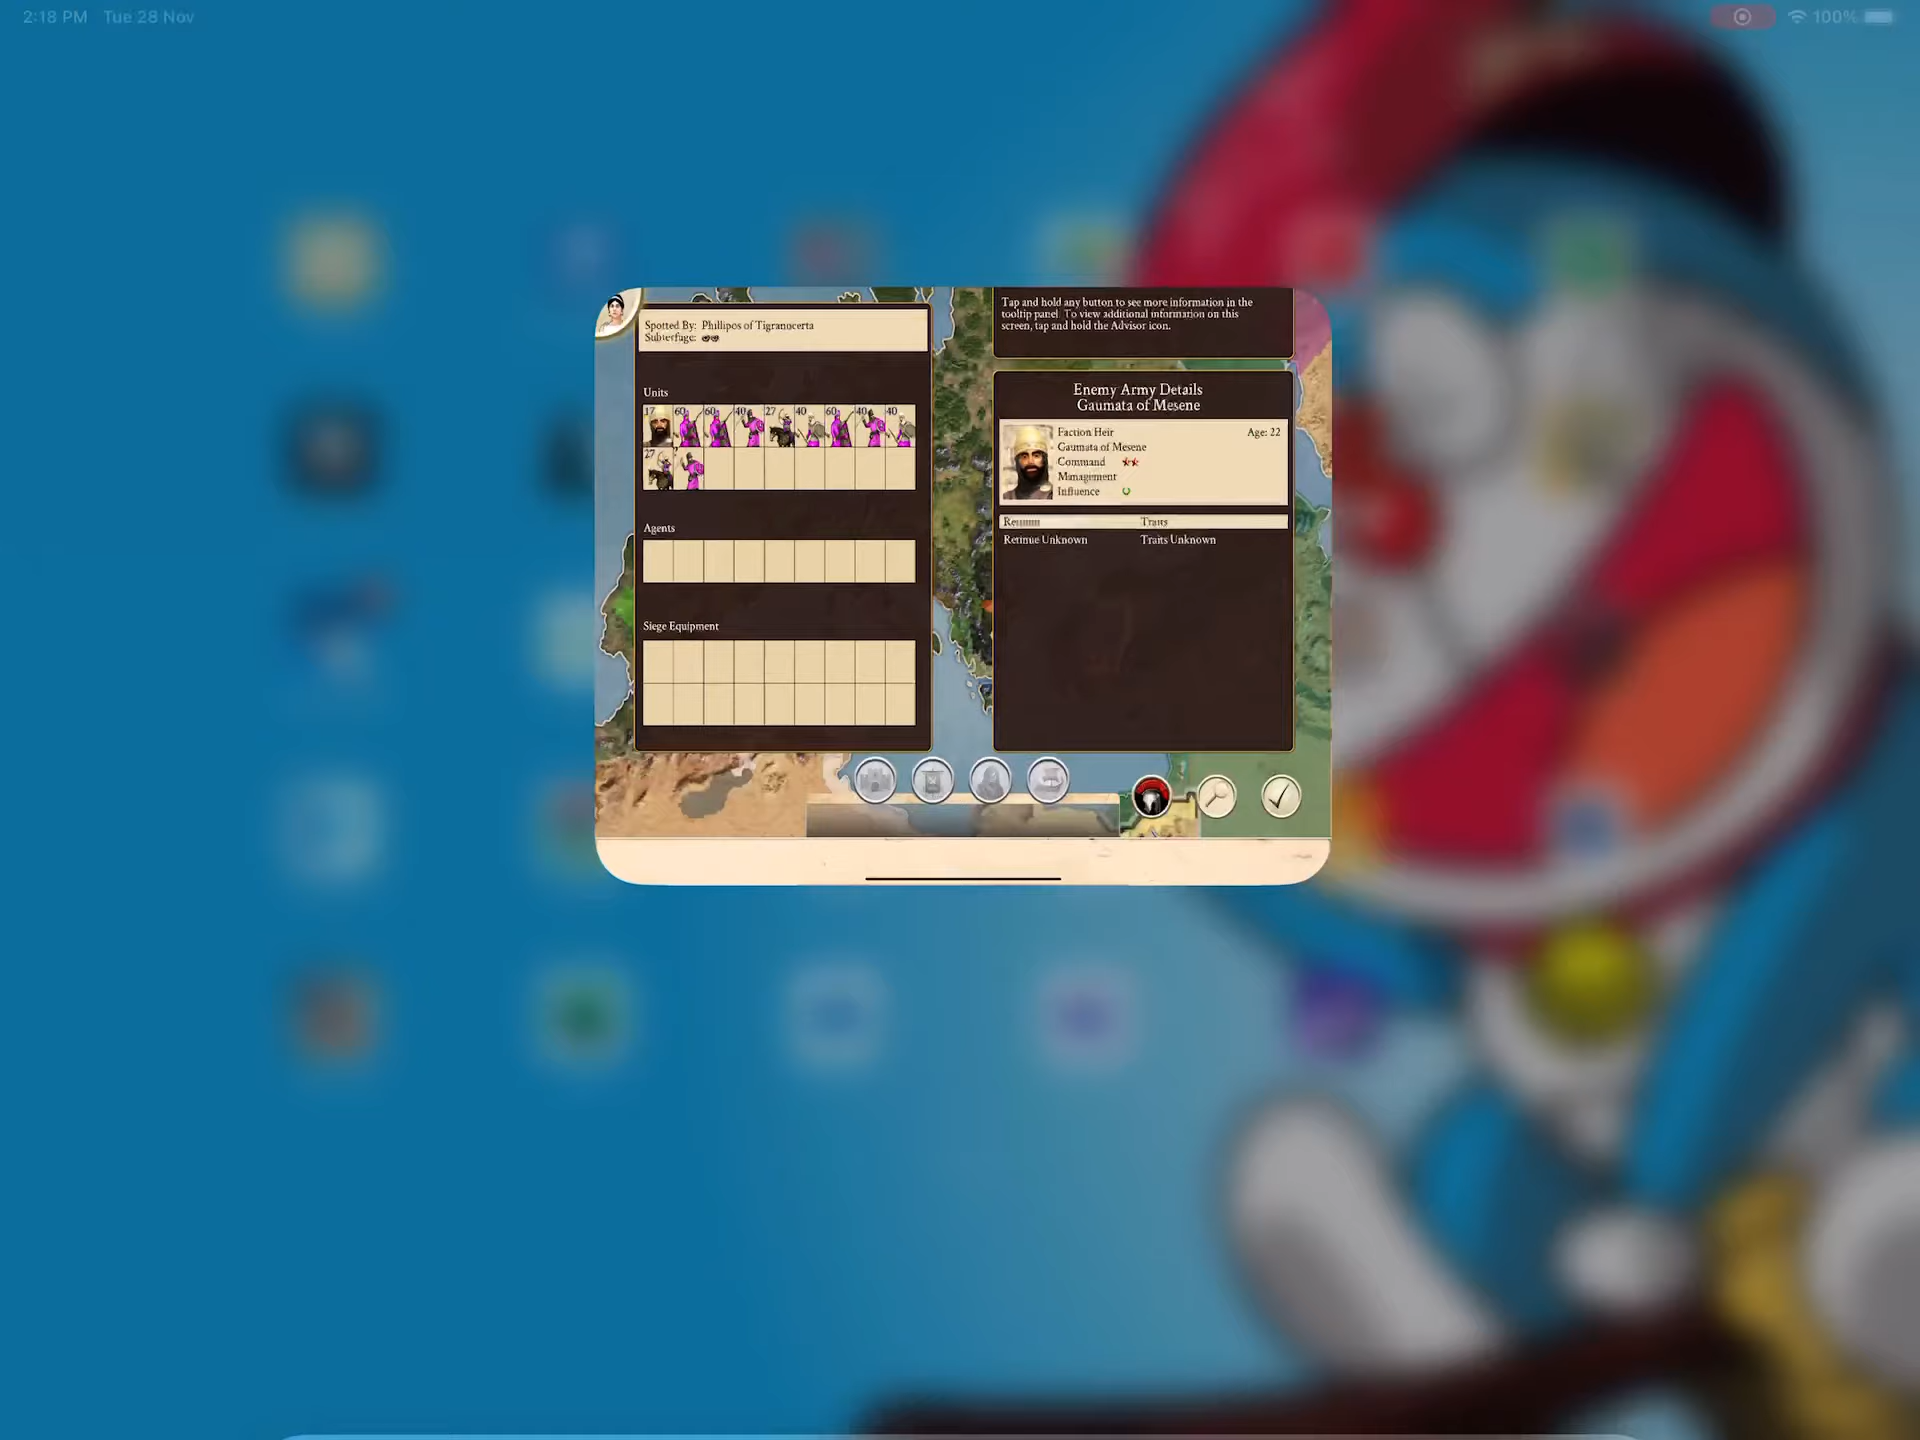 2:18 PM Tue 28 Nov
100%
Tap and hold any button to see more information in the
tooltip panel. To view additional information on this
screen, tap and hold the Advisor icon.
Spotted By: Phillipos of Tigranocerta
Subterfuge:
Units
17 60 60 40 27 40 60 40 40
27
Agents
Siege Equipment
Enemy Army Details
Gaumata of Mesene
Faction Heir Age: 22
Gaumata of Mesene
Command
Management
Influence
Retinue Traits
Retinue Unknown Traits Unknown